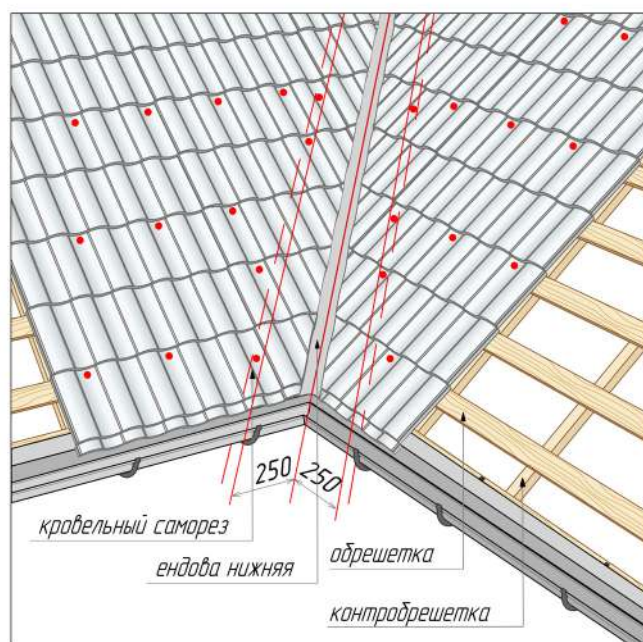 250
250
кровельный саморез
ендова нижняя
обрешетка
контробрешетка